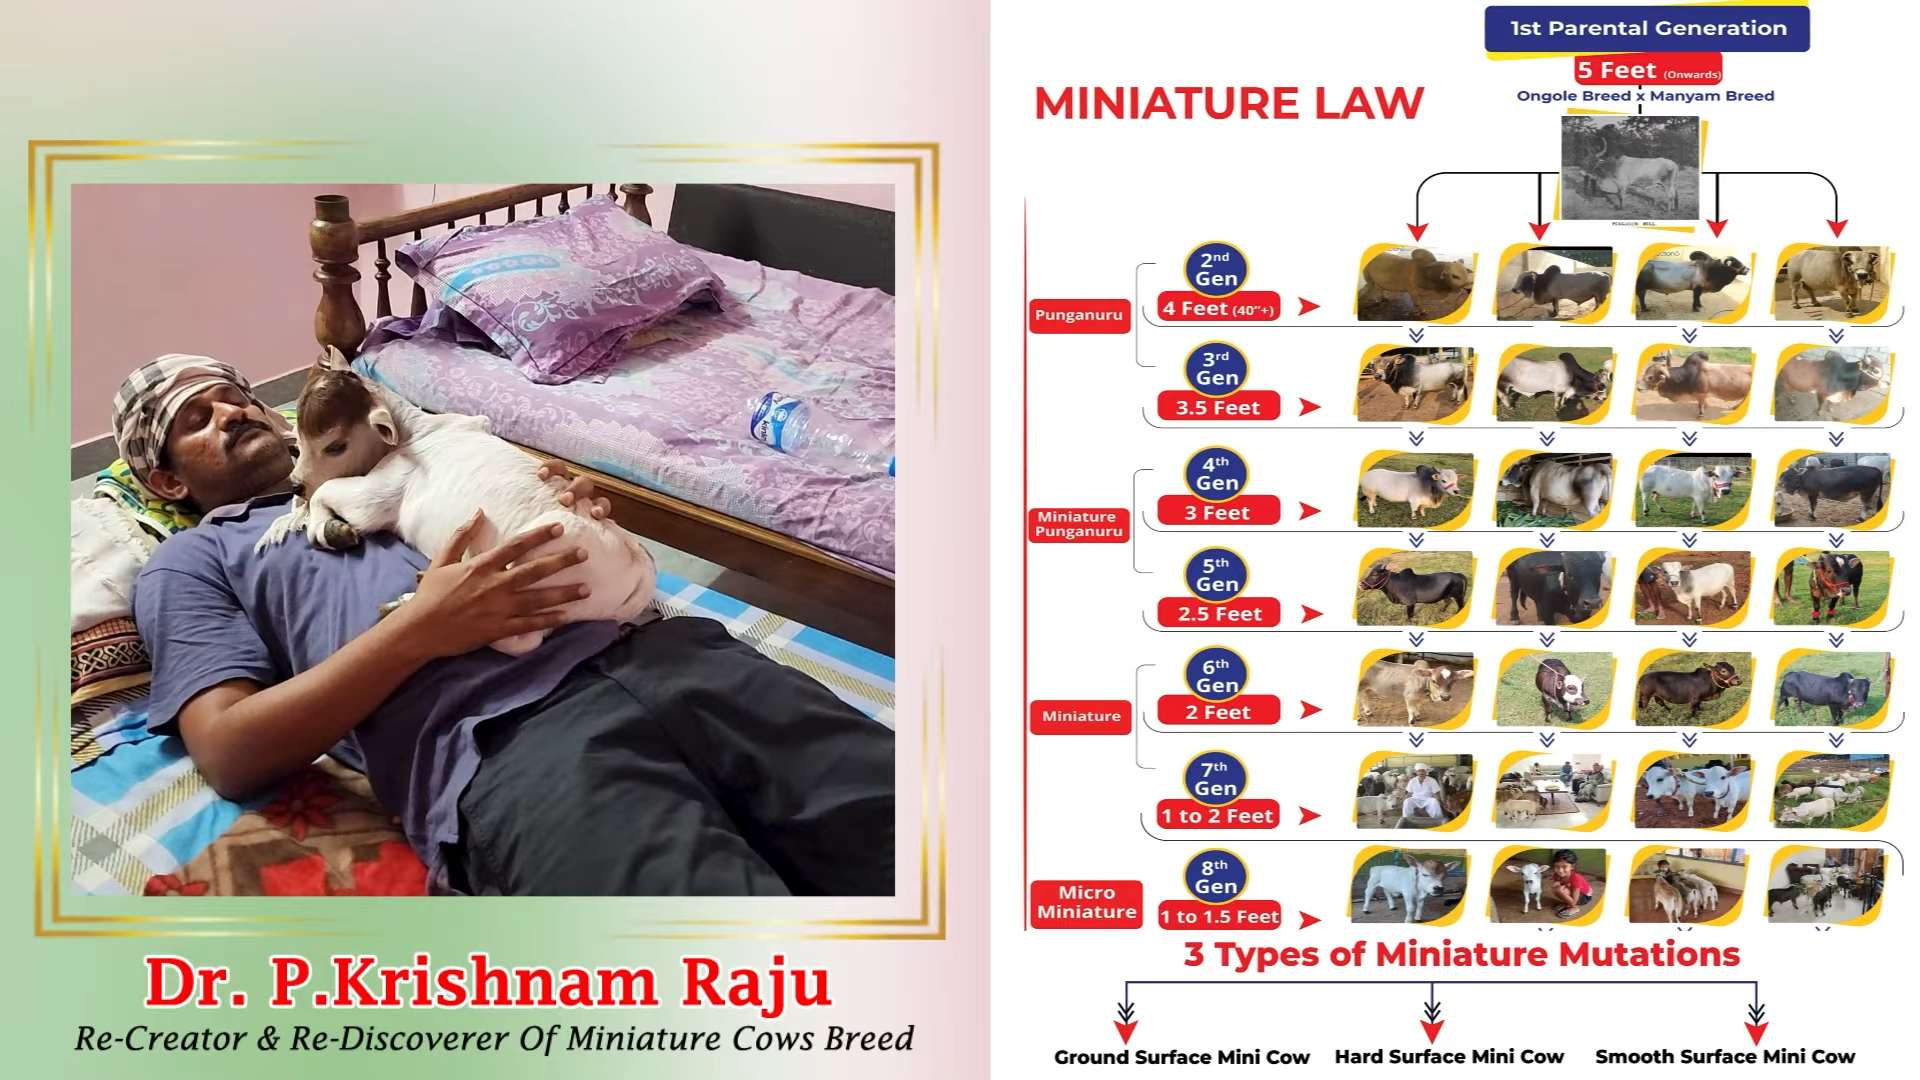 Dr. P.Krishnam Raju
Re-Creator & Re-Discoverer Of Miniature Cows Breed
MINIATURE LAW
1st Parental Generation
5 Feet (Onwards)
Ongole Breed x Manyam Breed
Punganuru
2nd
Gen
4 Feet (40"+)
3rd
Gen
3.5 Feet
Miniature
Punganuru
4th
Gen
3 Feet
5th
Gen
2.5 Feet
Miniature
6th
Gen
2 Feet
7th
Gen
1 to 2 Feet
Micro
Miniature
8th
Gen
1 to 1.5 Feet
3 Types of Miniature Mutations
Ground Surface Mini Cow
Hard Surface Mini Cow
Smooth Surface Mini Cow